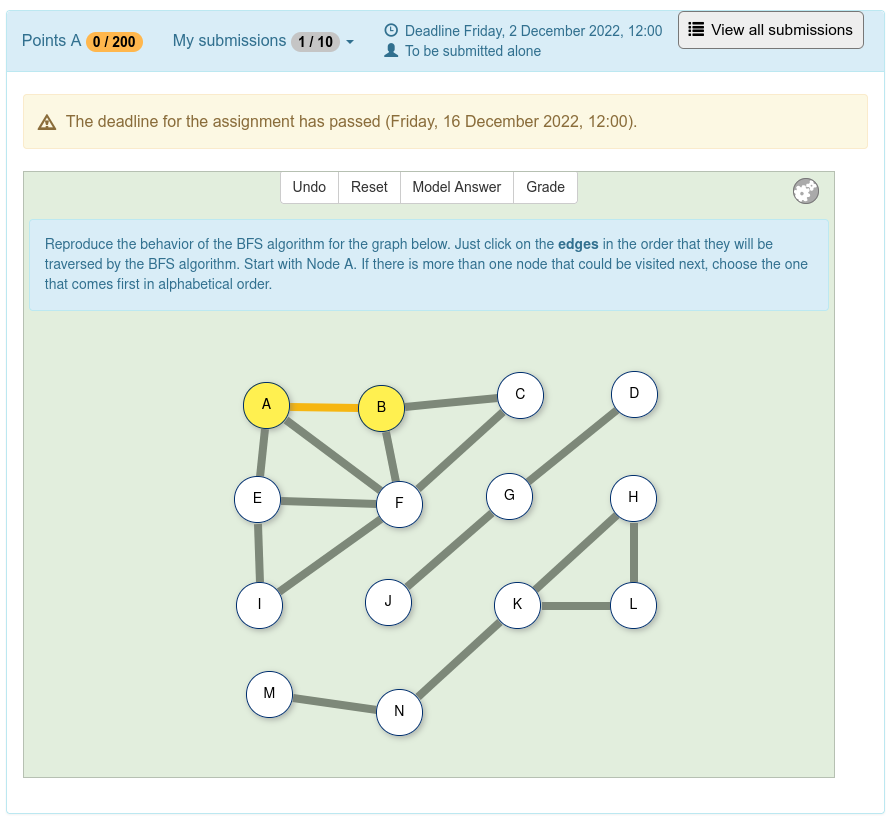 Points A 0 / 200 My submissions 1 / 10 Deadline Friday, 2 December 2022, 12:00 View all submissions
To be submitted alone
The deadline for the assignment has passed (Friday, 16 December 2022, 12:00).
Undo Reset Model Answer Grade
Reproduce the behavior of the BFS algorithm for the graph below. Just click on the edges in the order that they will be
traversed by the BFS algorithm. Start with Node A. If there is more than one node that could be visited next, choose the one
that comes first in alphabetical order.
A B C D
E F G H
I J K L
M N